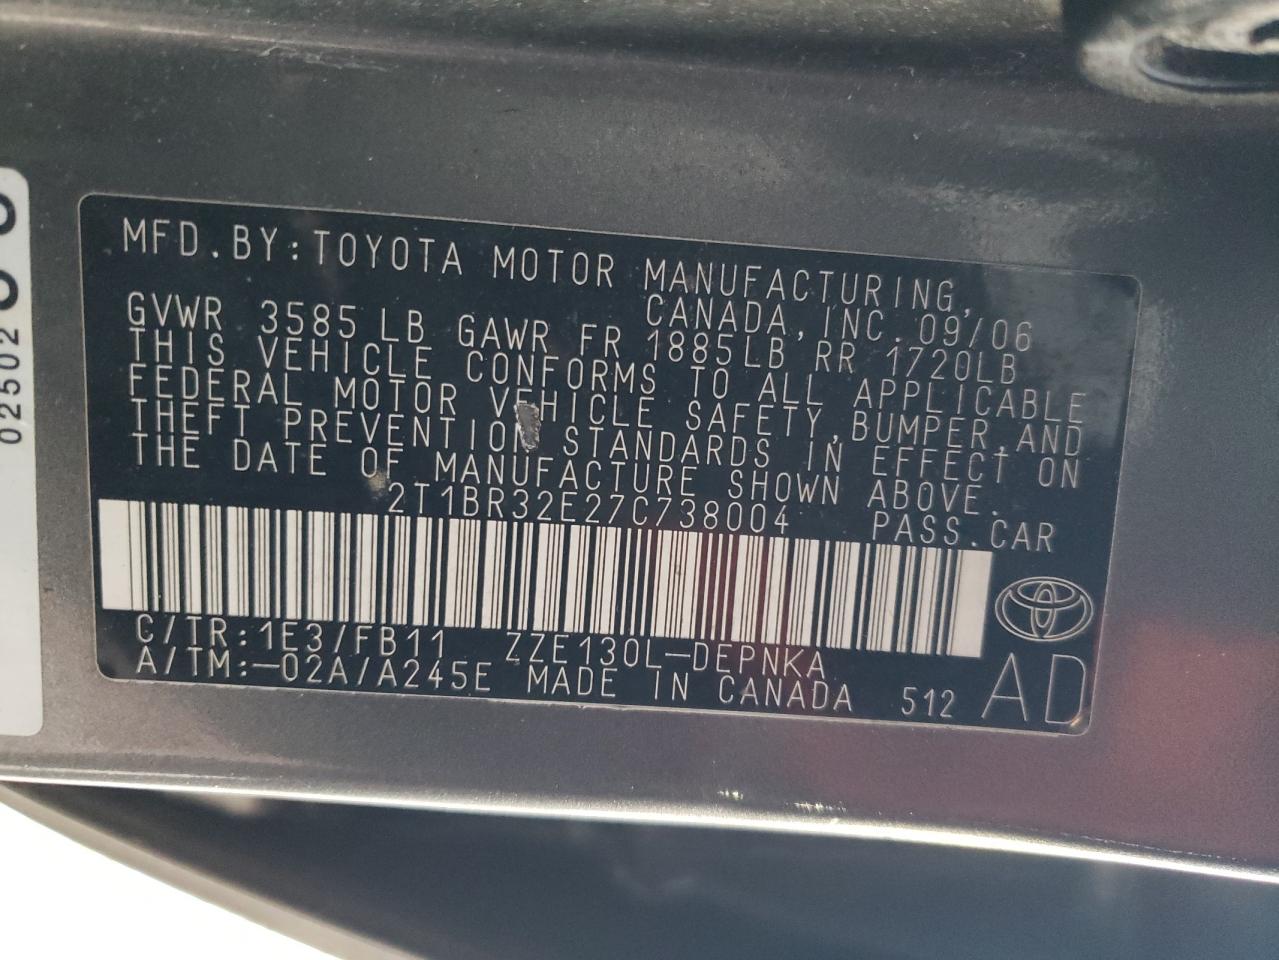 MFD.BY:TOYOTA MOTOR MANUFACTURING,
CANADA,INC.09/06
GVWR 3585LB GAWR FR 1885LB RR 1720LB
THIS VEHICLE CONFORMS TO ALL APPLICABLE
FEDERAL MOTOR VEHICLE SAFETY,BUMPER,AND
THEFT PREVENTION STANDARDS IN EFFECT ON
THE DATE OF MANUFACTURE SHOWN ABOVE.
2T1BR32E27C738004 PASS.CAR
C/TR:1E3/FB11 ZZE130L-DEPNKA
A/TM:-02A/A245E MADE IN CANADA 512 AD
02502